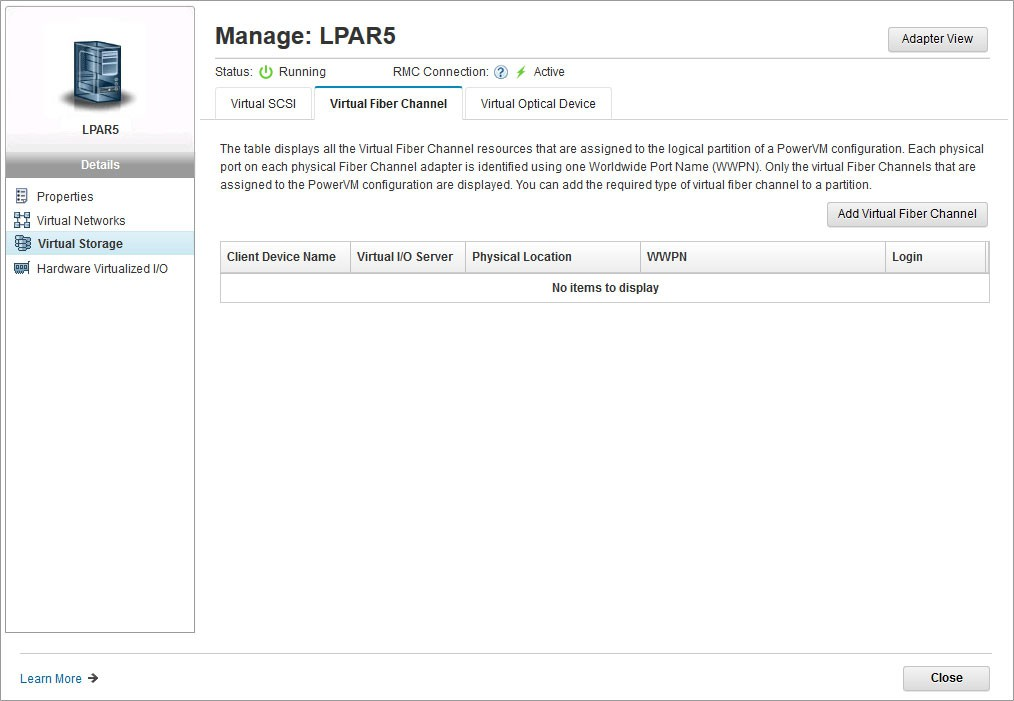 LPAR5
Details
Properties
Virtual Networks
Virtual Storage
Hardware Virtualized I/O
Manage: LPAR5
Adapter View
Status: Running RMC Connection: ? Active
Virtual SCSI Virtual Fiber Channel Virtual Optical Device
The table displays all the Virtual Fiber Channel resources that are assigned to the logical partition of a PowerVM configuration. Each physical
port on each physical Fiber Channel adapter is identified using one Worldwide Port Name (WWPN). Only the virtual Fiber Channels that are
assigned to the PowerVM configuration are displayed. You can add the required type of virtual fiber channel to a partition.
Add Virtual Fiber Channel
Client Device Name Virtual I/O Server Physical Location WWPN Login
No items to display
Learn More
Close